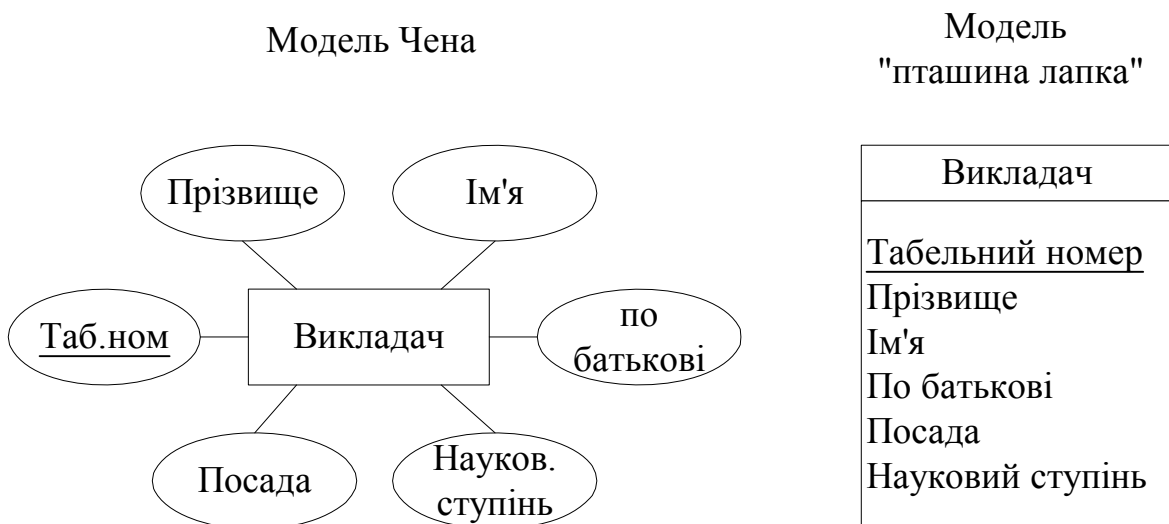 Модель Чена
Модель
"пташина лапка"
Прізвище
Ім'я
Таб.ном
Викладач
по
батькові
Посада
Науков.
ступінь
Викладач
Табельний номер
Прізвище
Ім'я
По батькові
Посада
Науковий ступінь